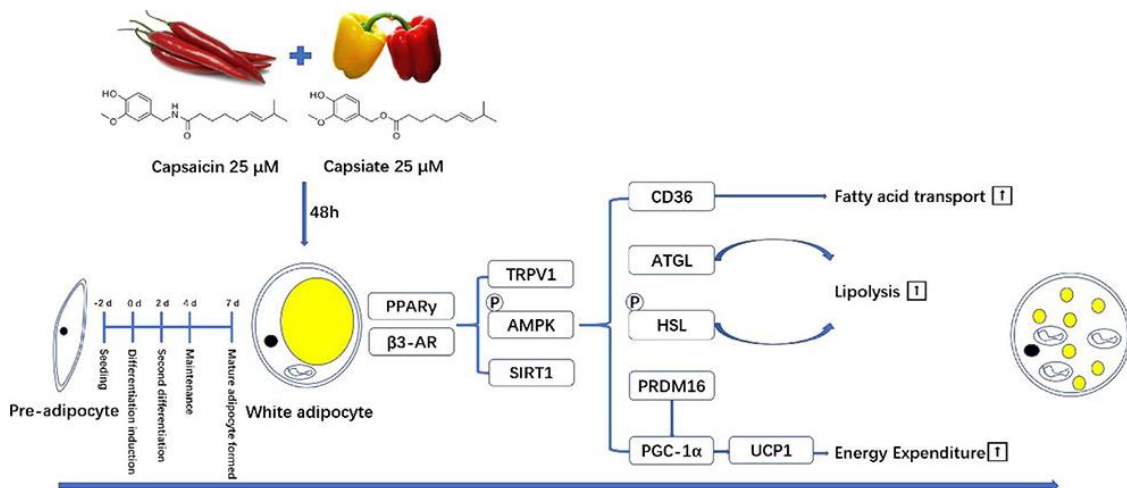 HO
H
N
O
O
HO
O
O
O
Capsaicin 25 μM
Capsiate 25 μM
48h
CD36
Fatty acid transport ↑
TRPV1
ATGL
-2 d
0 d
2 d
4 d
7 d
PPARγ
P
AMPK
P
HSL
Lipolysis ↑
β3-AR
SIRT1
PRDM16
Pre-adipocyte
Seeding
Differentiation induction
Second differentiation
Maintenance
Mature adipocyte formed
White adipocyte
PGC-1α
UCP1
Energy Expenditure ↑